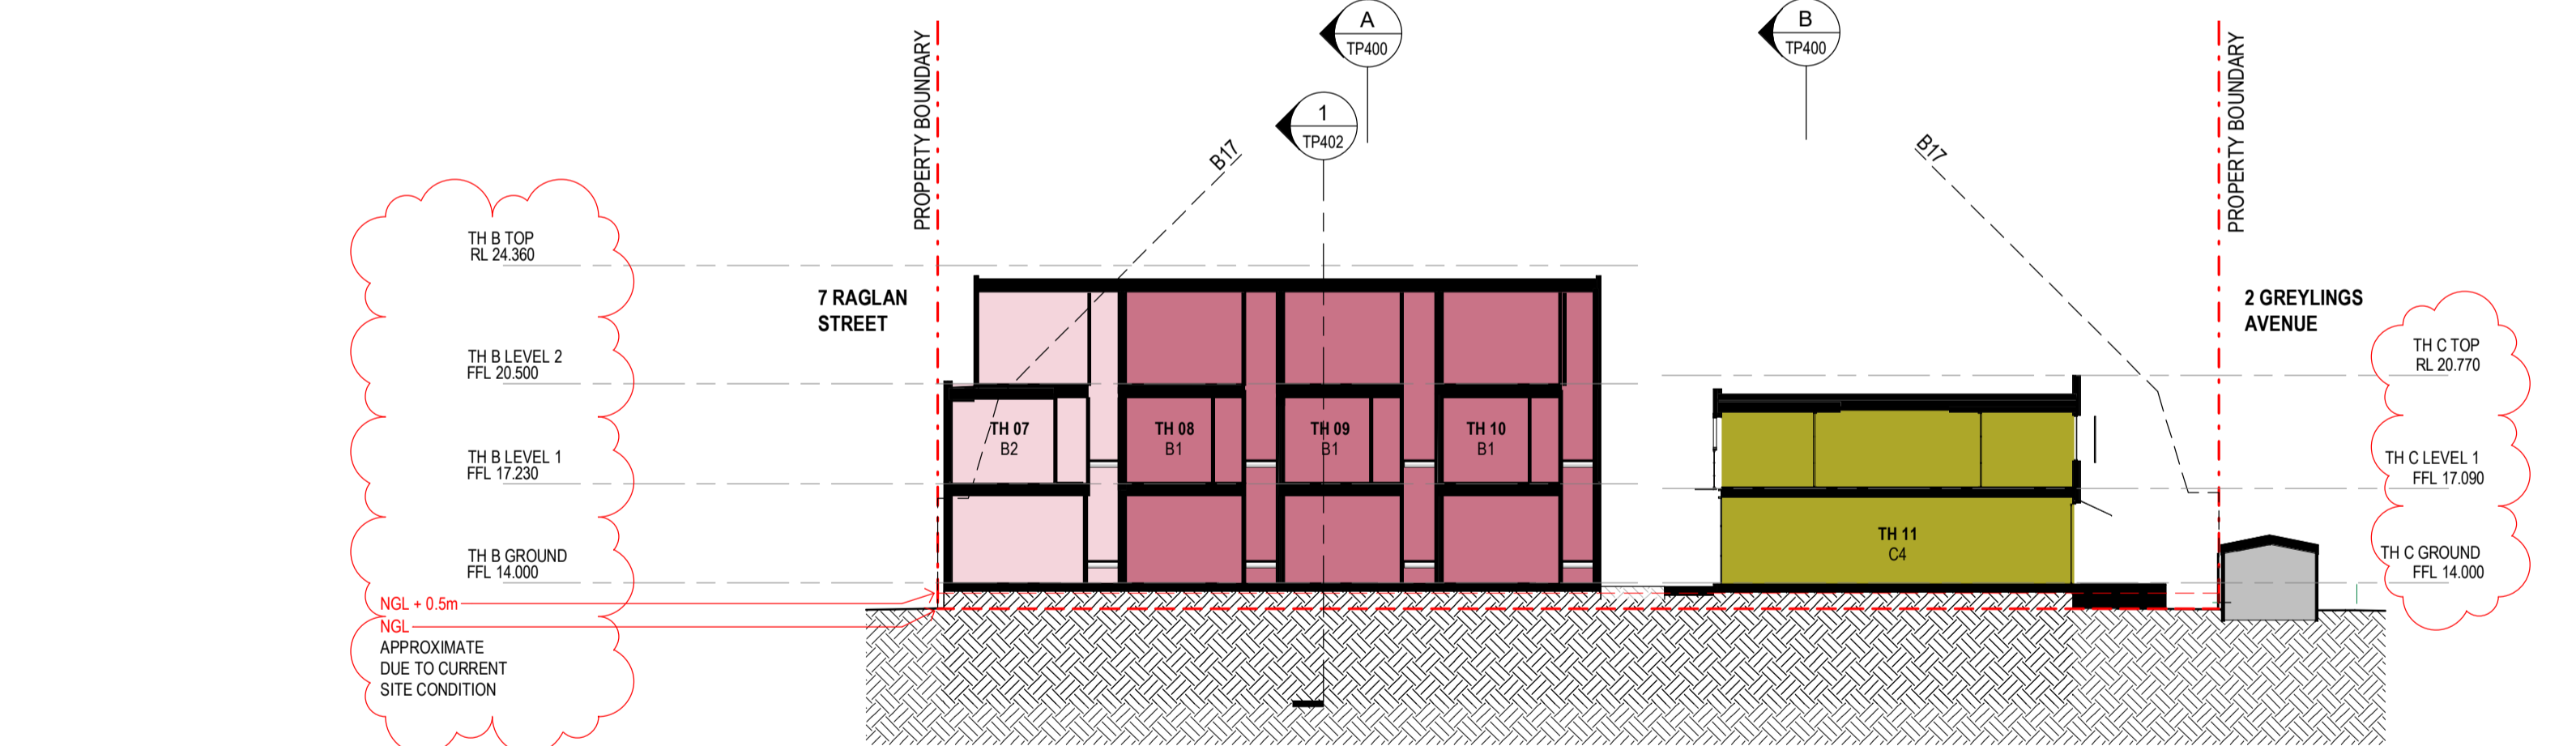 A
TP400
B
TP400
1
TP402
PROPERTY BOUNDARY
PROPERTY BOUNDARY
B17
B17
TH B TOP
RL 24.360
7 RAGLAN
STREET
2 GREYLINGS
AVENUE
TH B LEVEL 2
FFL 20.500
TH C TOP
RL 20.770
TH 07
B2
TH 08
B1
TH 09
B1
TH 10
B1
TH B LEVEL 1
FFL 17.230
TH C LEVEL 1
FFL 17.090
TH 11
C4
TH B GROUND
FFL 14.000
TH C GROUND
FFL 14.000
NGL + 0.5m
NGL
APPROXIMATE
DUE TO CURRENT
SITE CONDITION